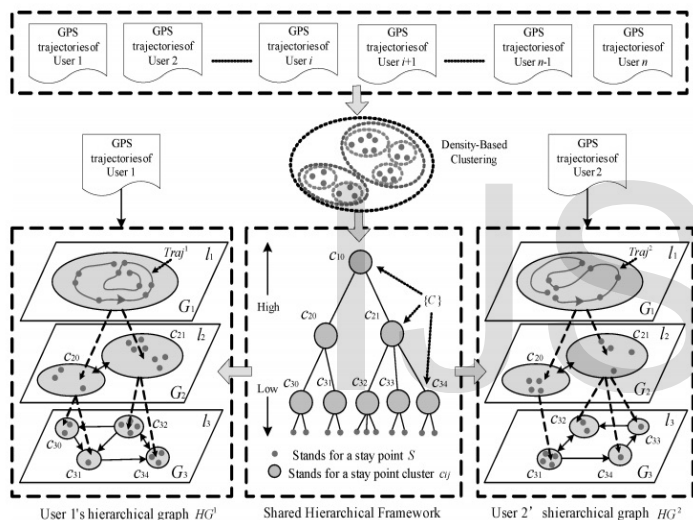 GPS
trajectories of
User 1
GPS
trajectories of
User 2
GPS
trajectories of
User i
GPS
trajectories of
User i+1
GPS
trajectories of
User n-1
GPS
trajectories of
User n
GPS
trajectories of
User 1
Density-Based
Clustering
GPS
trajectories of
User 2
Traj¹
l₁
G₁
c₂₁
l₂
c₂₀
G₂
c₃₂
l₃
c₃₀
c₃₁
c₃₄
G₃
High
Low
c₁₀
{C}
c₂₀
c₂₁
c₃₀
c₃₁
c₃₂
c₃₃
c₃₄
Stands for a stay point S
Stands for a stay point cluster cij
Traj²
l₁
G₁
c₂₁
l₂
c₂₀
G₂
c₃₂
l₃
c₃₃
c₃₁
c₃₄
G₃
User 1's hierarchical graph HG¹
Shared Hierarchical Framework
User 2' shierarchical graph HG²
IJS